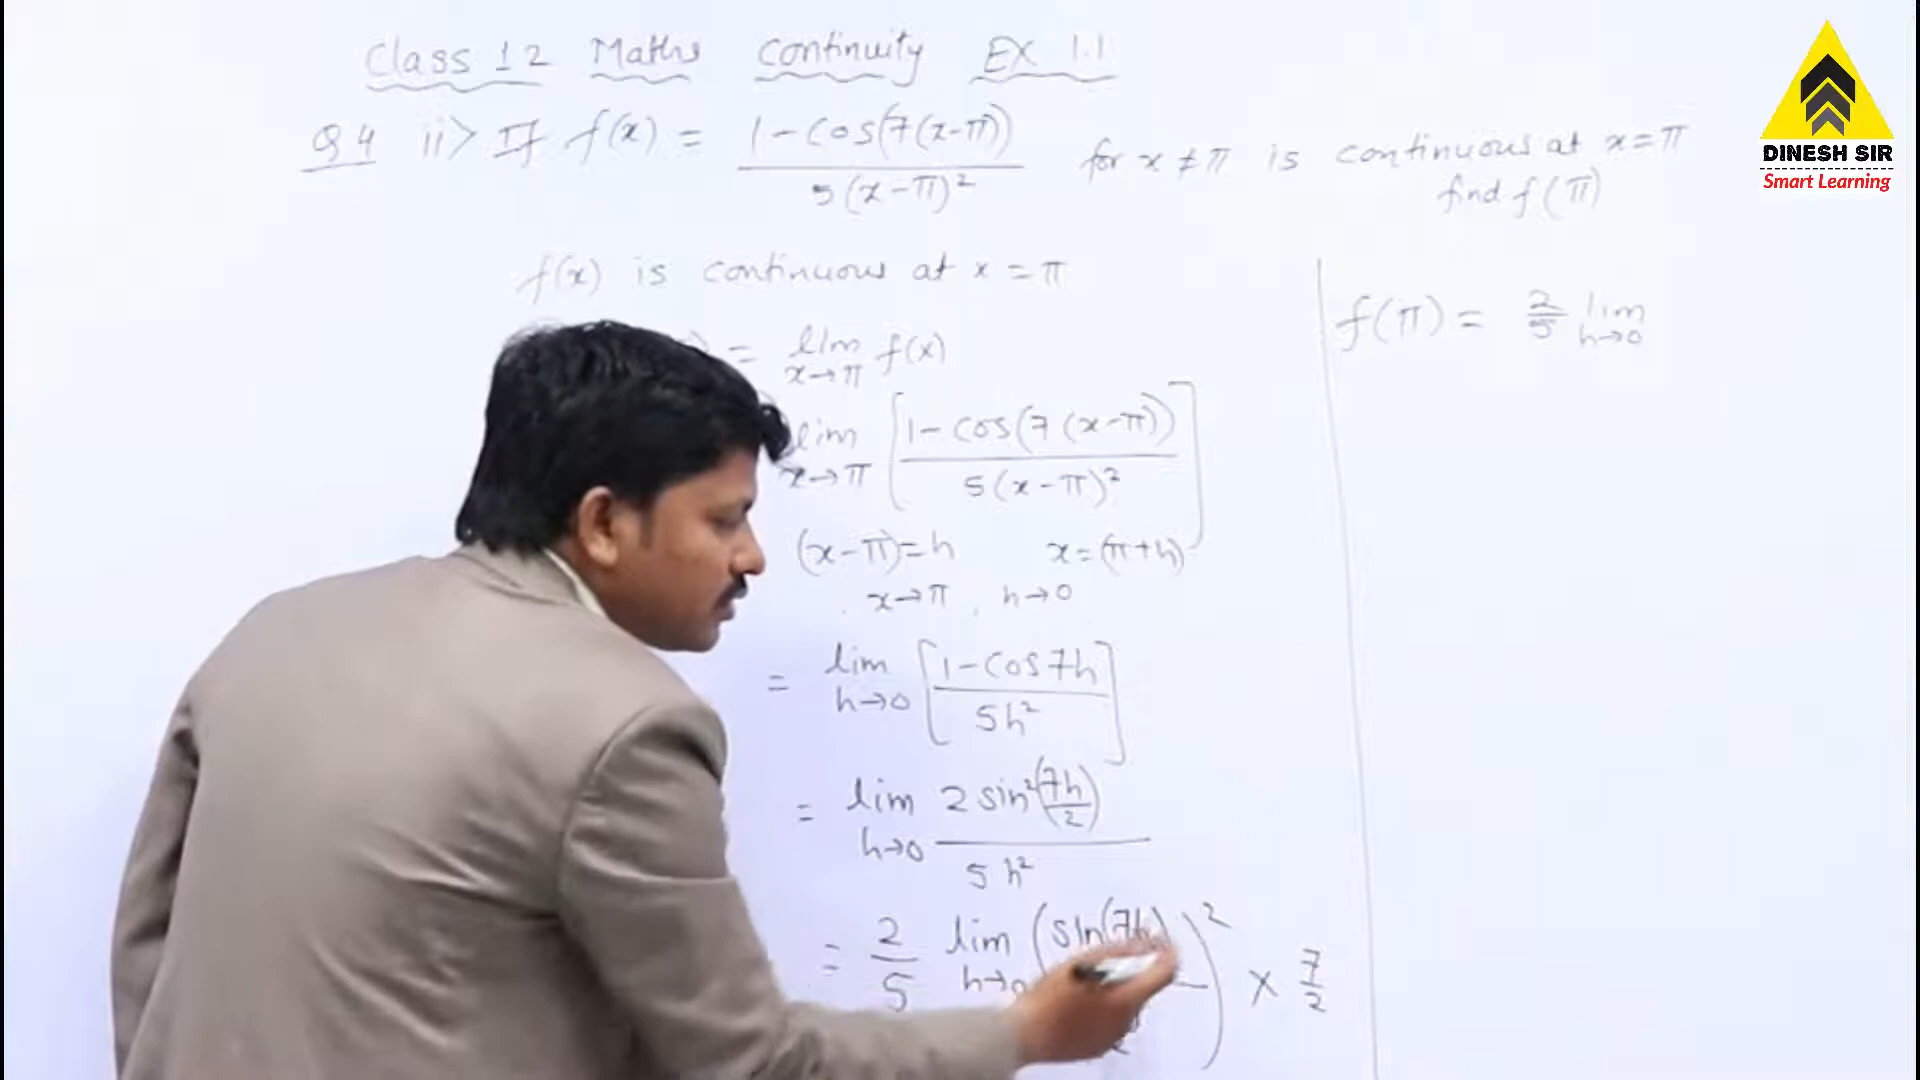 Class 12 Maths Continuity EX 1.1
Q4 ii> If f(x) = 1-cos(7(x-π)) / 5(x-π)² for x ≠ π is continuous at x = π
find f(π)
f(x) is continuous at x = π
= lim x→π f(x)
lim x→π [1-cos(7(x-π)) / 5(x-π)²]
(x-π)=h x=(π+h)
x→π, h→0
= lim h→0 [1-cos7h / 5h²]
= lim h→0 2 sin²(7h/2) / 5h²
= 2/5 lim h→0 (sin(7h) )² × 7/2
f(π) = 2/5 lim h→0
DINESH SIR
Smart Learning